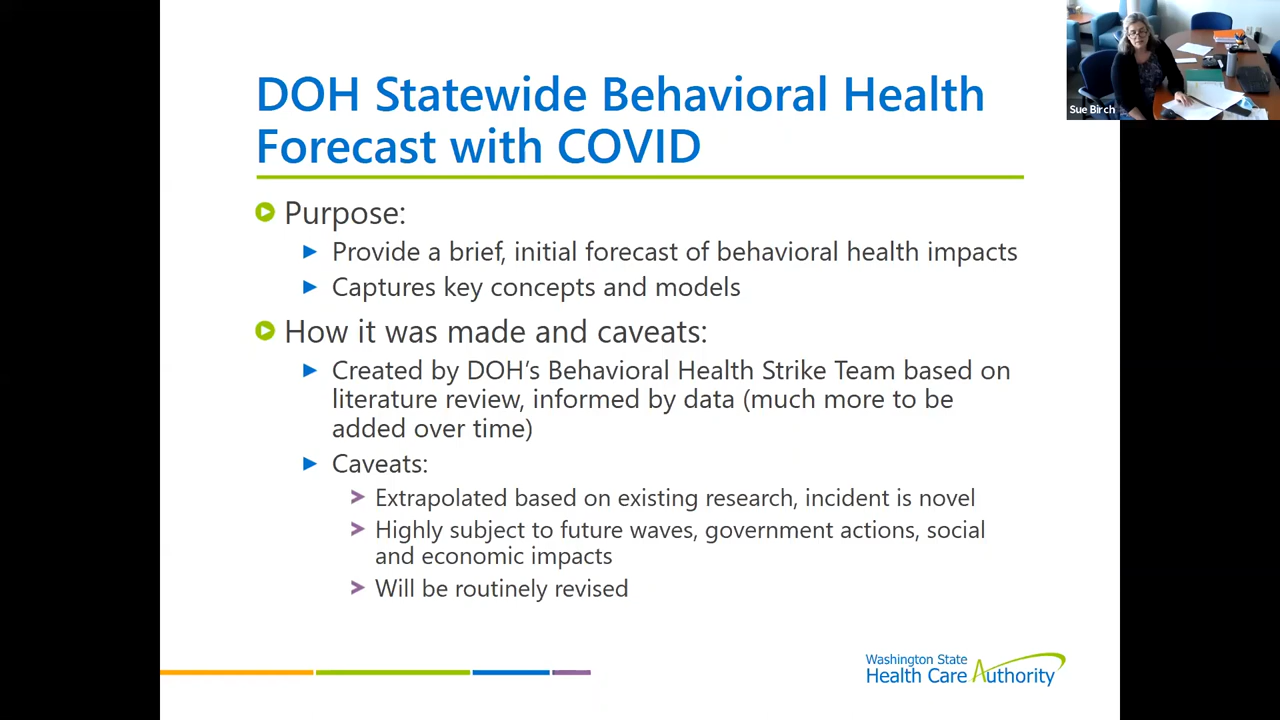 DOH Statewide Behavioral Health
Forecast with COVID
Purpose:
Provide a brief, initial forecast of behavioral health impacts
Captures key concepts and models
How it was made and caveats:
Created by DOH's Behavioral Health Strike Team based on
literature review, informed by data (much more to be
added over time)
Caveats:
Extrapolated based on existing research, incident is novel
Highly subject to future waves, government actions, social
and economic impacts
Will be routinely revised
Washington State
Health Care Authority
Sue Birch